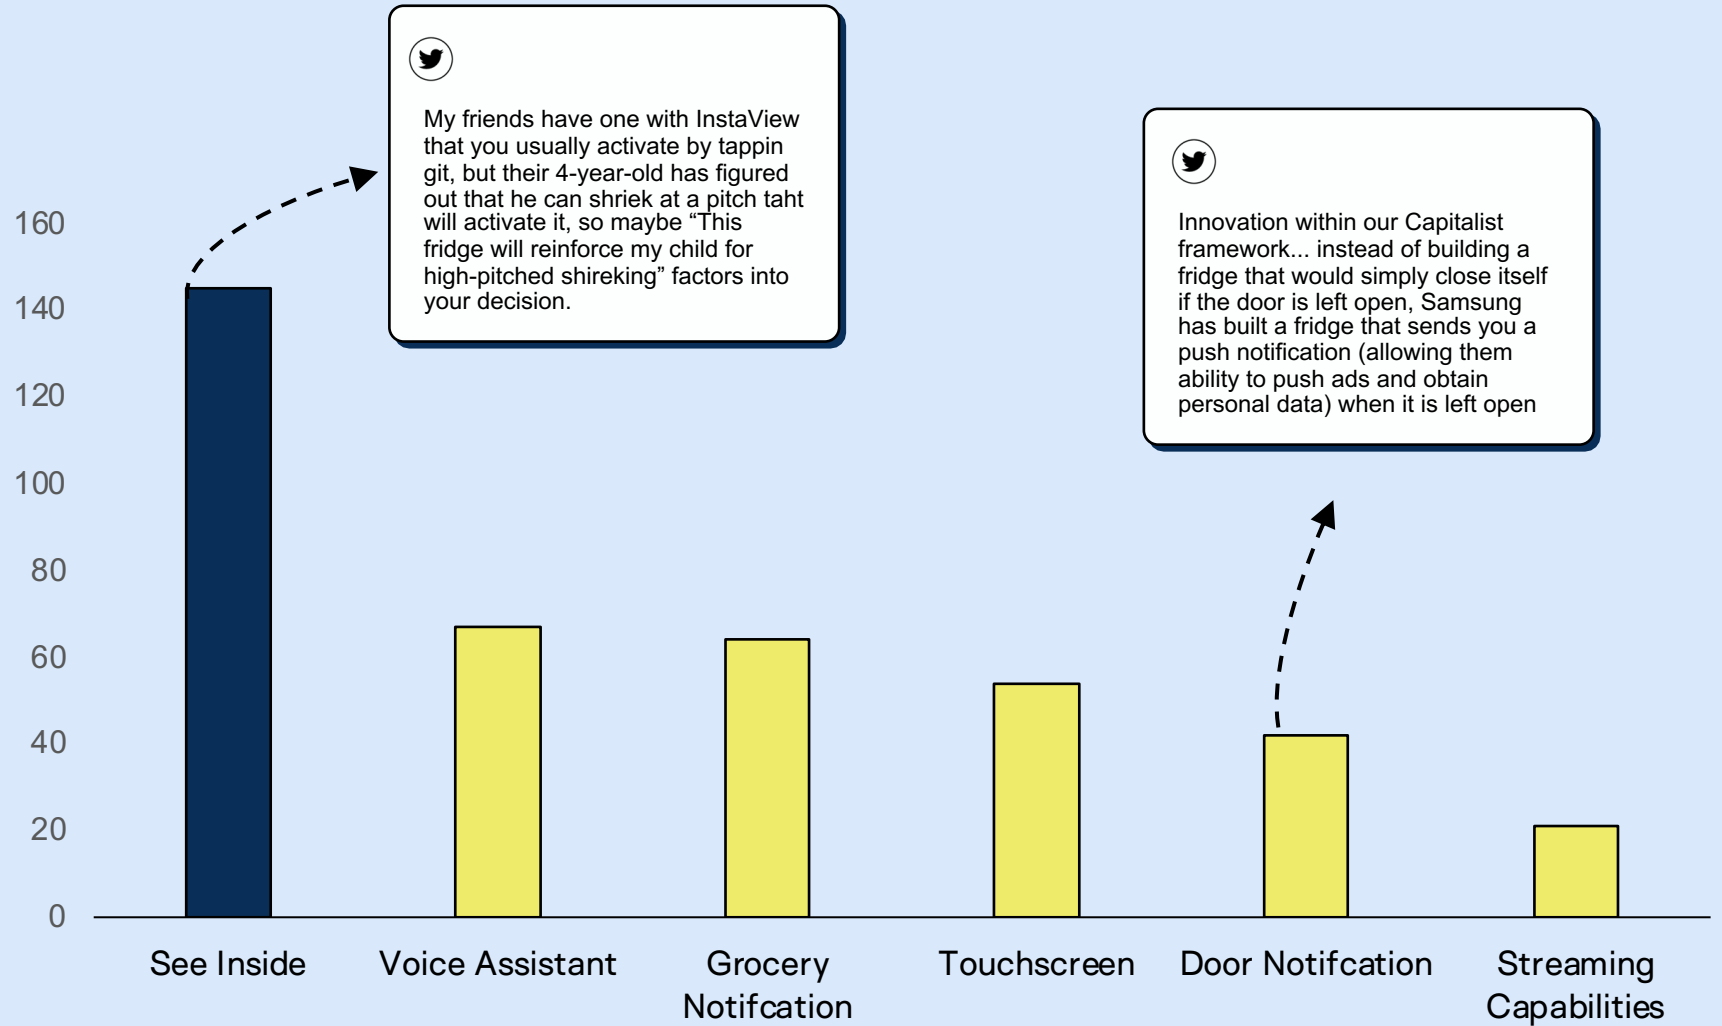 My friends have one with InstaView
that you usually activate by tappin
git, but their 4-year-old has figured
out that he can shriek at a pitch taht
will activate it, so maybe “This
fridge will reinforce my child for
high-pitched shireking” factors into
your decision.
Innovation within our Capitalist
framework... instead of building a
fridge that would simply close itself
if the door is left open, Samsung
has built a fridge that sends you a
push notification (allowing them
ability to push ads and obtain
personal data) when it is left open
160
140
120
100
80
60
40
20
0
See Inside
Voice Assistant
Grocery
Notifcation
Touchscreen
Door Notifcation
Streaming
Capabilities